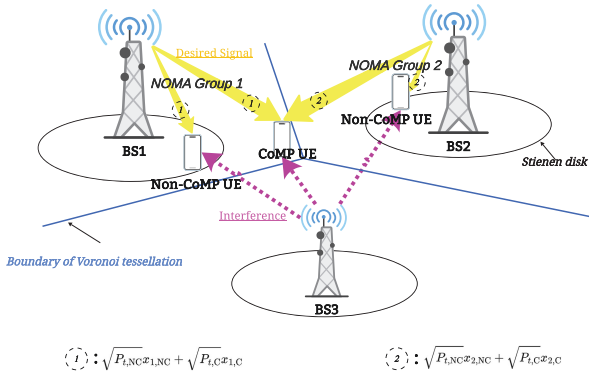 Desired Signal
NOMA Group 1
NOMA Group 2
1
1
2
2
BS1
BS2
Non-CoMP UE
CoMP UE
Non-CoMP UE
Stienen disk
Interference
Boundary of Voronoi tessellation
BS3
1 : √P_{t,NC}x_{1,NC} + √P_{t,C}x_{1,C}
2 : √P_{t,NC}x_{2,NC} + √P_{t,C}x_{2,C}